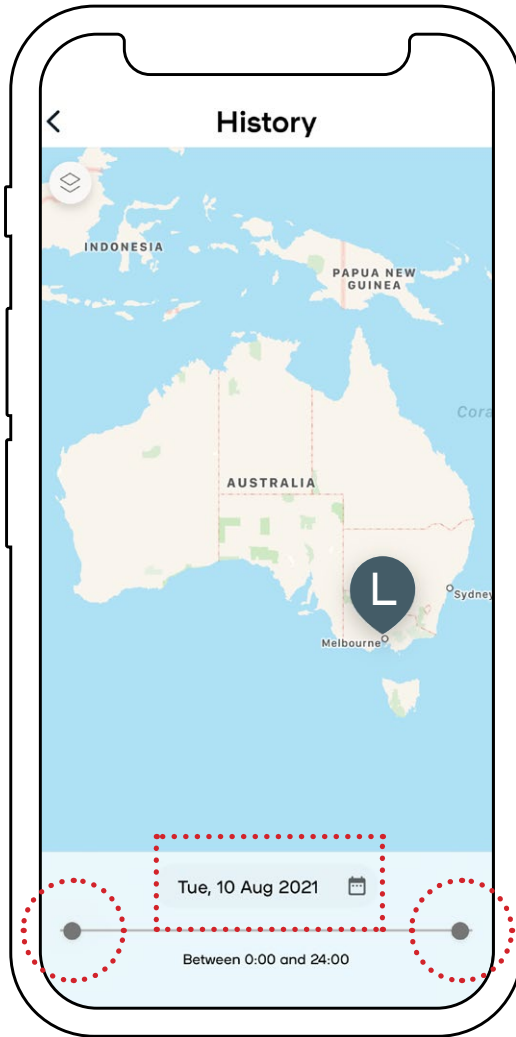 History
INDONESIA
PAPUA NEW
GUINEA
Cora
AUSTRALIA
L
Sydney
Melbourne
Tue, 10 Aug 2021
Between 0:00 and 24:00